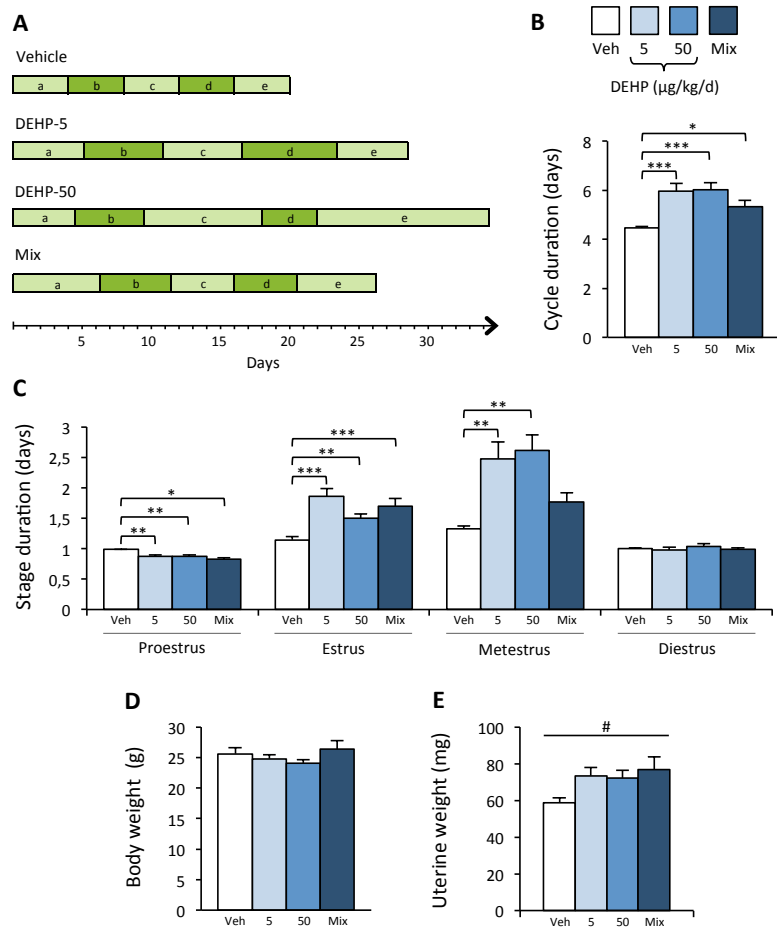 A
Vehicle
a b c d e
DEHP-5
a b c d e
DEHP-50
a b c d e
Mix
a b c d e
5 10 15 20 25 30
Days
B
Veh 5 50 Mix
DEHP (µg/kg/d)
Cycle duration (days)
8
6
4
2
0
*
***
***
Veh 5 50 Mix
C
Stage duration (days)
3
2,5
2
1,5
1
0,5
0
*
**
**
***
**
***
**
**
Veh 5 50 Mix Veh 5 50 Mix Veh 5 50 Mix Veh 5 50 Mix
Proestrus Estrus Metestrus Diestrus
D
Body weight (g)
30
25
20
15
10
5
0
Veh 5 50 Mix
E
Uterine weight (mg)
100
80
60
40
20
0
#
Veh 5 50 Mix